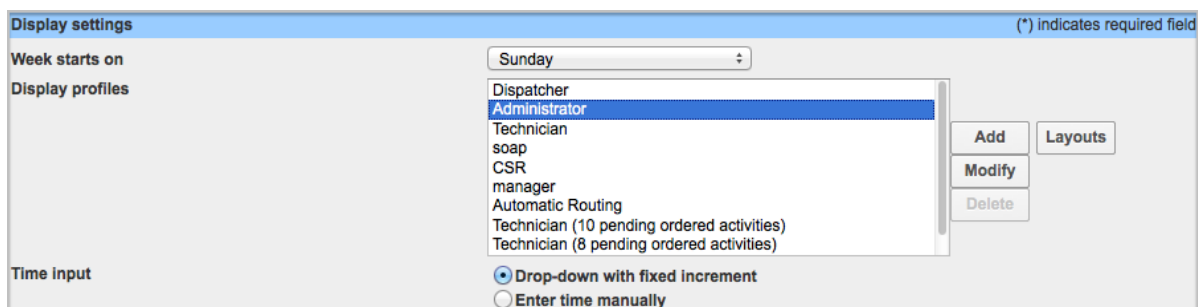 Display settings (*) indicates required field
Week starts on Sunday
Display profiles
Dispatcher
Administrator
Technician
soap
CSR
manager
Automatic Routing
Technician (10 pending ordered activities)
Technician (8 pending ordered activities)
Add Layouts
Modify
Delete
Time input
Drop-down with fixed increment
Enter time manually